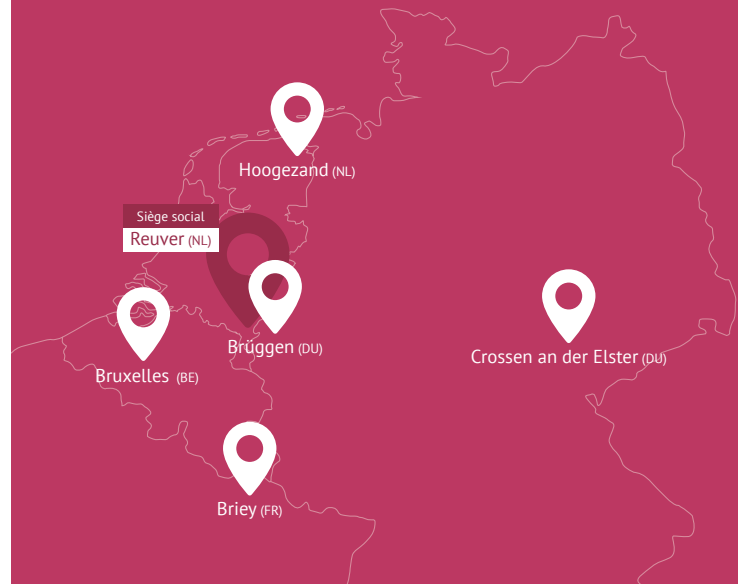 Hoogezand (NL)
Siège social
Reuver (NL)
Brüggen (DU)
Crossen an der Elster (DU)
Bruxelles (BE)
Briey (FR)